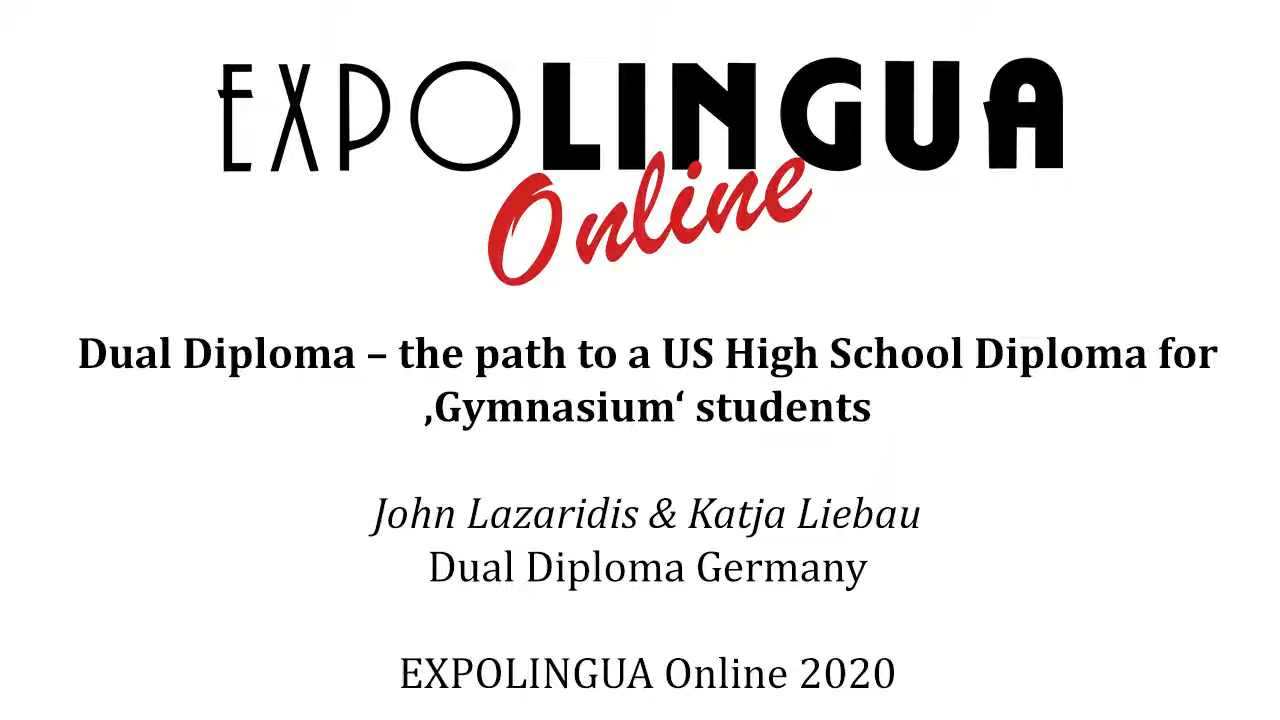 EXPOLINGUA
Online
Dual Diploma – the path to a US High School Diploma for
‚Gymnasium‘ students
John Lazaridis & Katja Liebau
Dual Diploma Germany
EXPOLINGUA Online 2020